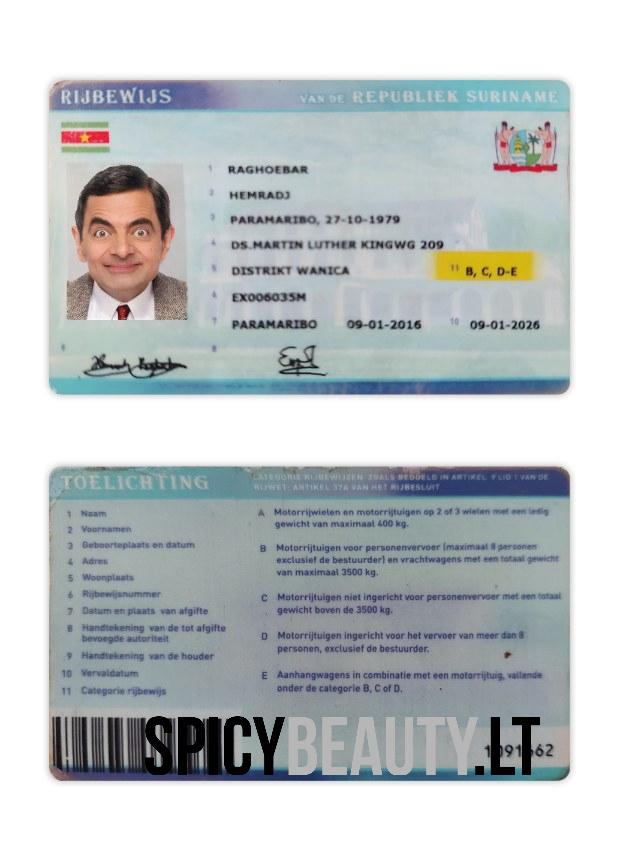 RIJBEWIJS VAN DE REPUBLIEK SURINAME
1 RAGHOEBAR
2 HEMRADJ
3 PARAMARIBO, 27-10-1979
4 DS.MARTIN LUTHER KINGWG 209
5 DISTRIKT WANICA 11 B, C, D-E
6 EX006035M
7 PARAMARIBO 09-01-2016 10 09-01-2026
9 8
TOELICHTING
CATEGORIE RIJBEWIJZEN ZOALS BEDOELD IN ARTIKEL 9 LID 1 VAN DE
RIJWET; ARTIKEL 37A VAN HET RIJBESLUIT
1 Naam
2 Voornamen
3 Geboorteplaats en datum
4 Adres
5 Woonplaats
6 Rijbewijsnummer
7 Datum en plaats van afgifte
8 Handtekening van de tot afgifte
bevoegde autoriteit
9 Handtekening van de houder
10 Vervaldatum
11 Categorie rijbewijs
A Motorrijwielen en motorrijtuigen op 2 of 3 wielen met een ledig
gewicht van maximaal 400 kg.
B Motorrijtuigen voor personenvervoer (maximaal 8 personen
exclusief de bestuurder) en vrachtwagens met een totaal gewicht
van maximaal 3500 kg.
C Motorrijtuigen niet ingericht voor personenvervoer met een totaal
gewicht boven de 3500 kg.
D Motorrijtuigen ingericht voor het vervoer van meer dan 8
personen, exclusief de bestuurder.
E Aanhangwagens in combinatie met een motorrijtuig, vallende
onder de categorie B, C of D.
SPICYBEAUTY.LT